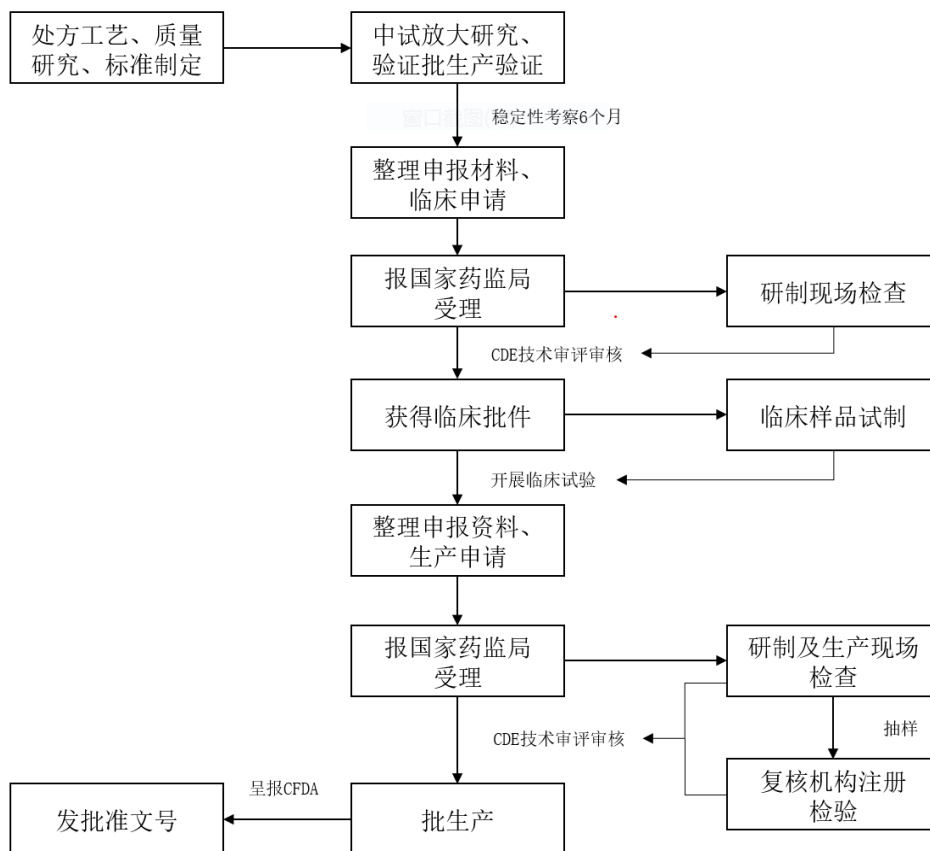 处方工艺、质量
研究、标准制定
中试放大研究、
验证批生产验证
稳定性考察6个月
整理申报材料、
临床申请
报国家药监局
受理
研制现场检查
CDE技术审评审核
获得临床批件
临床样品试制
开展临床试验
整理申报资料、
生产申请
报国家药监局
受理
研制及生产现场
检查
抽样
CDE技术审评审核
复核机构注册
检验
呈报CFDA
批生产
发批准文号